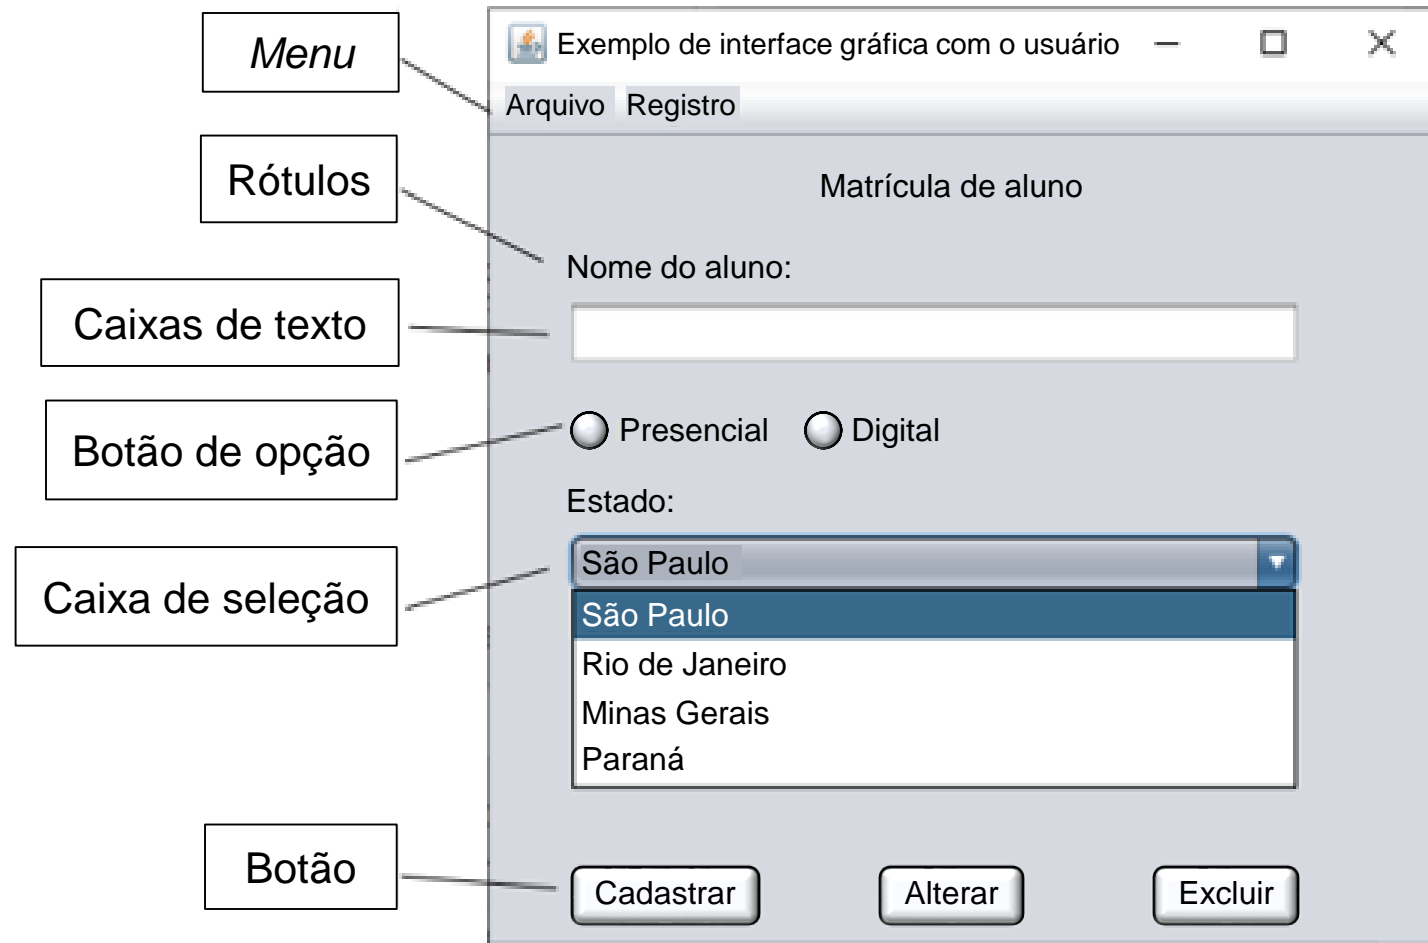 Menu
Exemplo de interface gráfica com o usuário
Arquivo Registro
Rótulos
Matrícula de aluno
Nome do aluno:
Caixas de texto
Botão de opção
Presencial Digital
Estado:
Caixa de seleção
São Paulo
São Paulo
Rio de Janeiro
Minas Gerais
Paraná
Botão
Cadastrar Alterar Excluir